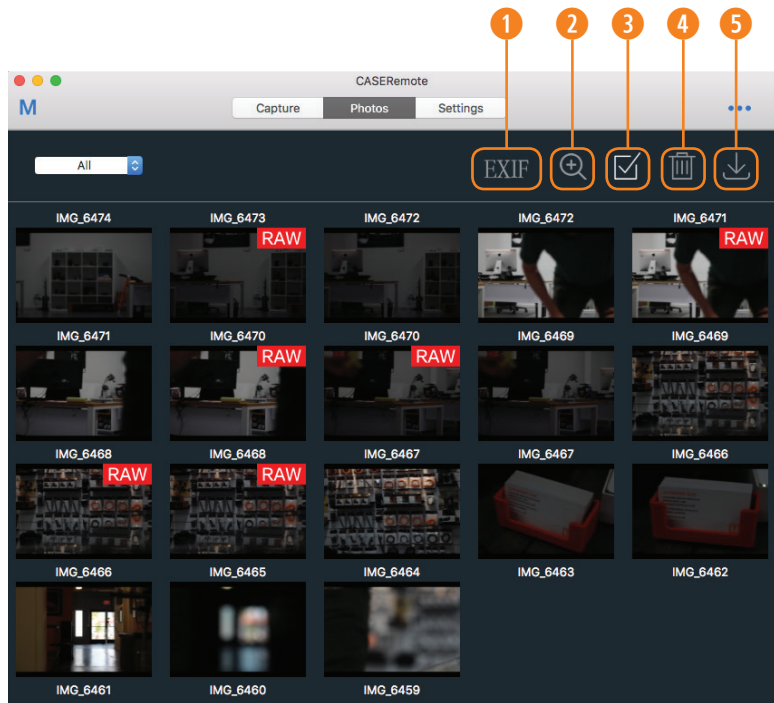 1 2 3 4 5
CASERemote
M Capture Photos Settings •••
All EXIF
IMG_6474 IMG_6473 IMG_6472 IMG_6472 IMG_6471
RAW RAW
IMG_6471 IMG_6470 IMG_6470 IMG_6469 IMG_6469
RAW RAW
IMG_6468 IMG_6468 IMG_6467 IMG_6467 IMG_6466
RAW RAW
IMG_6466 IMG_6465 IMG_6464 IMG_6463 IMG_6462
IMG_6461 IMG_6460 IMG_6459